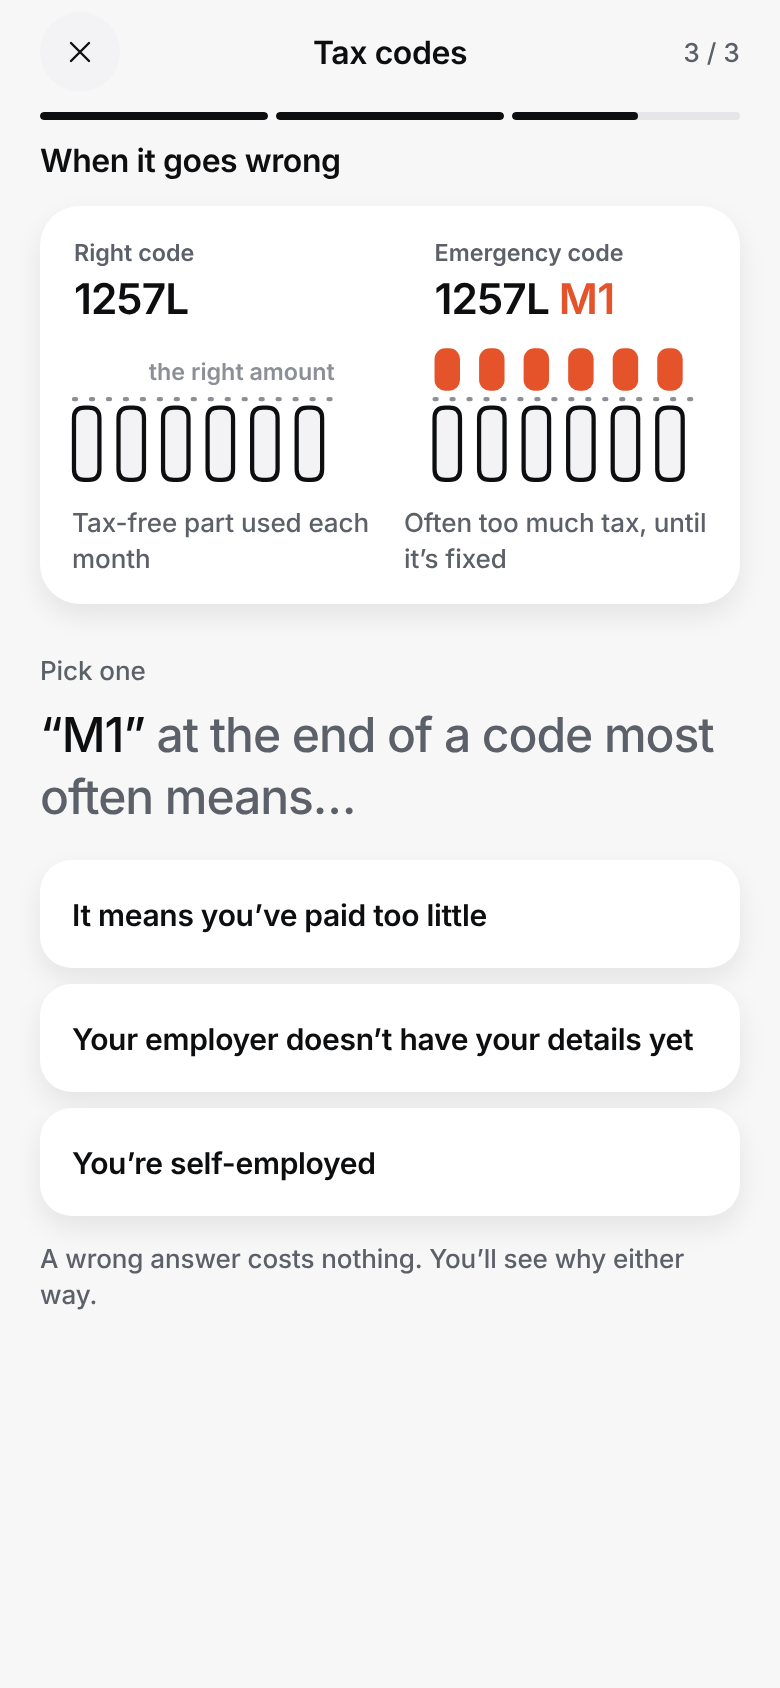 Tax codes
3 / 3
When it goes wrong
Right code
1257L
the right amount
Tax-free part used each
month
Emergency code
1257L M1
Often too much tax, until
it’s fixed
Pick one
“M1” at the end of a code most
often means…
It means you’ve paid too little
Your employer doesn’t have your details yet
You’re self-employed
A wrong answer costs nothing. You’ll see why either
way.